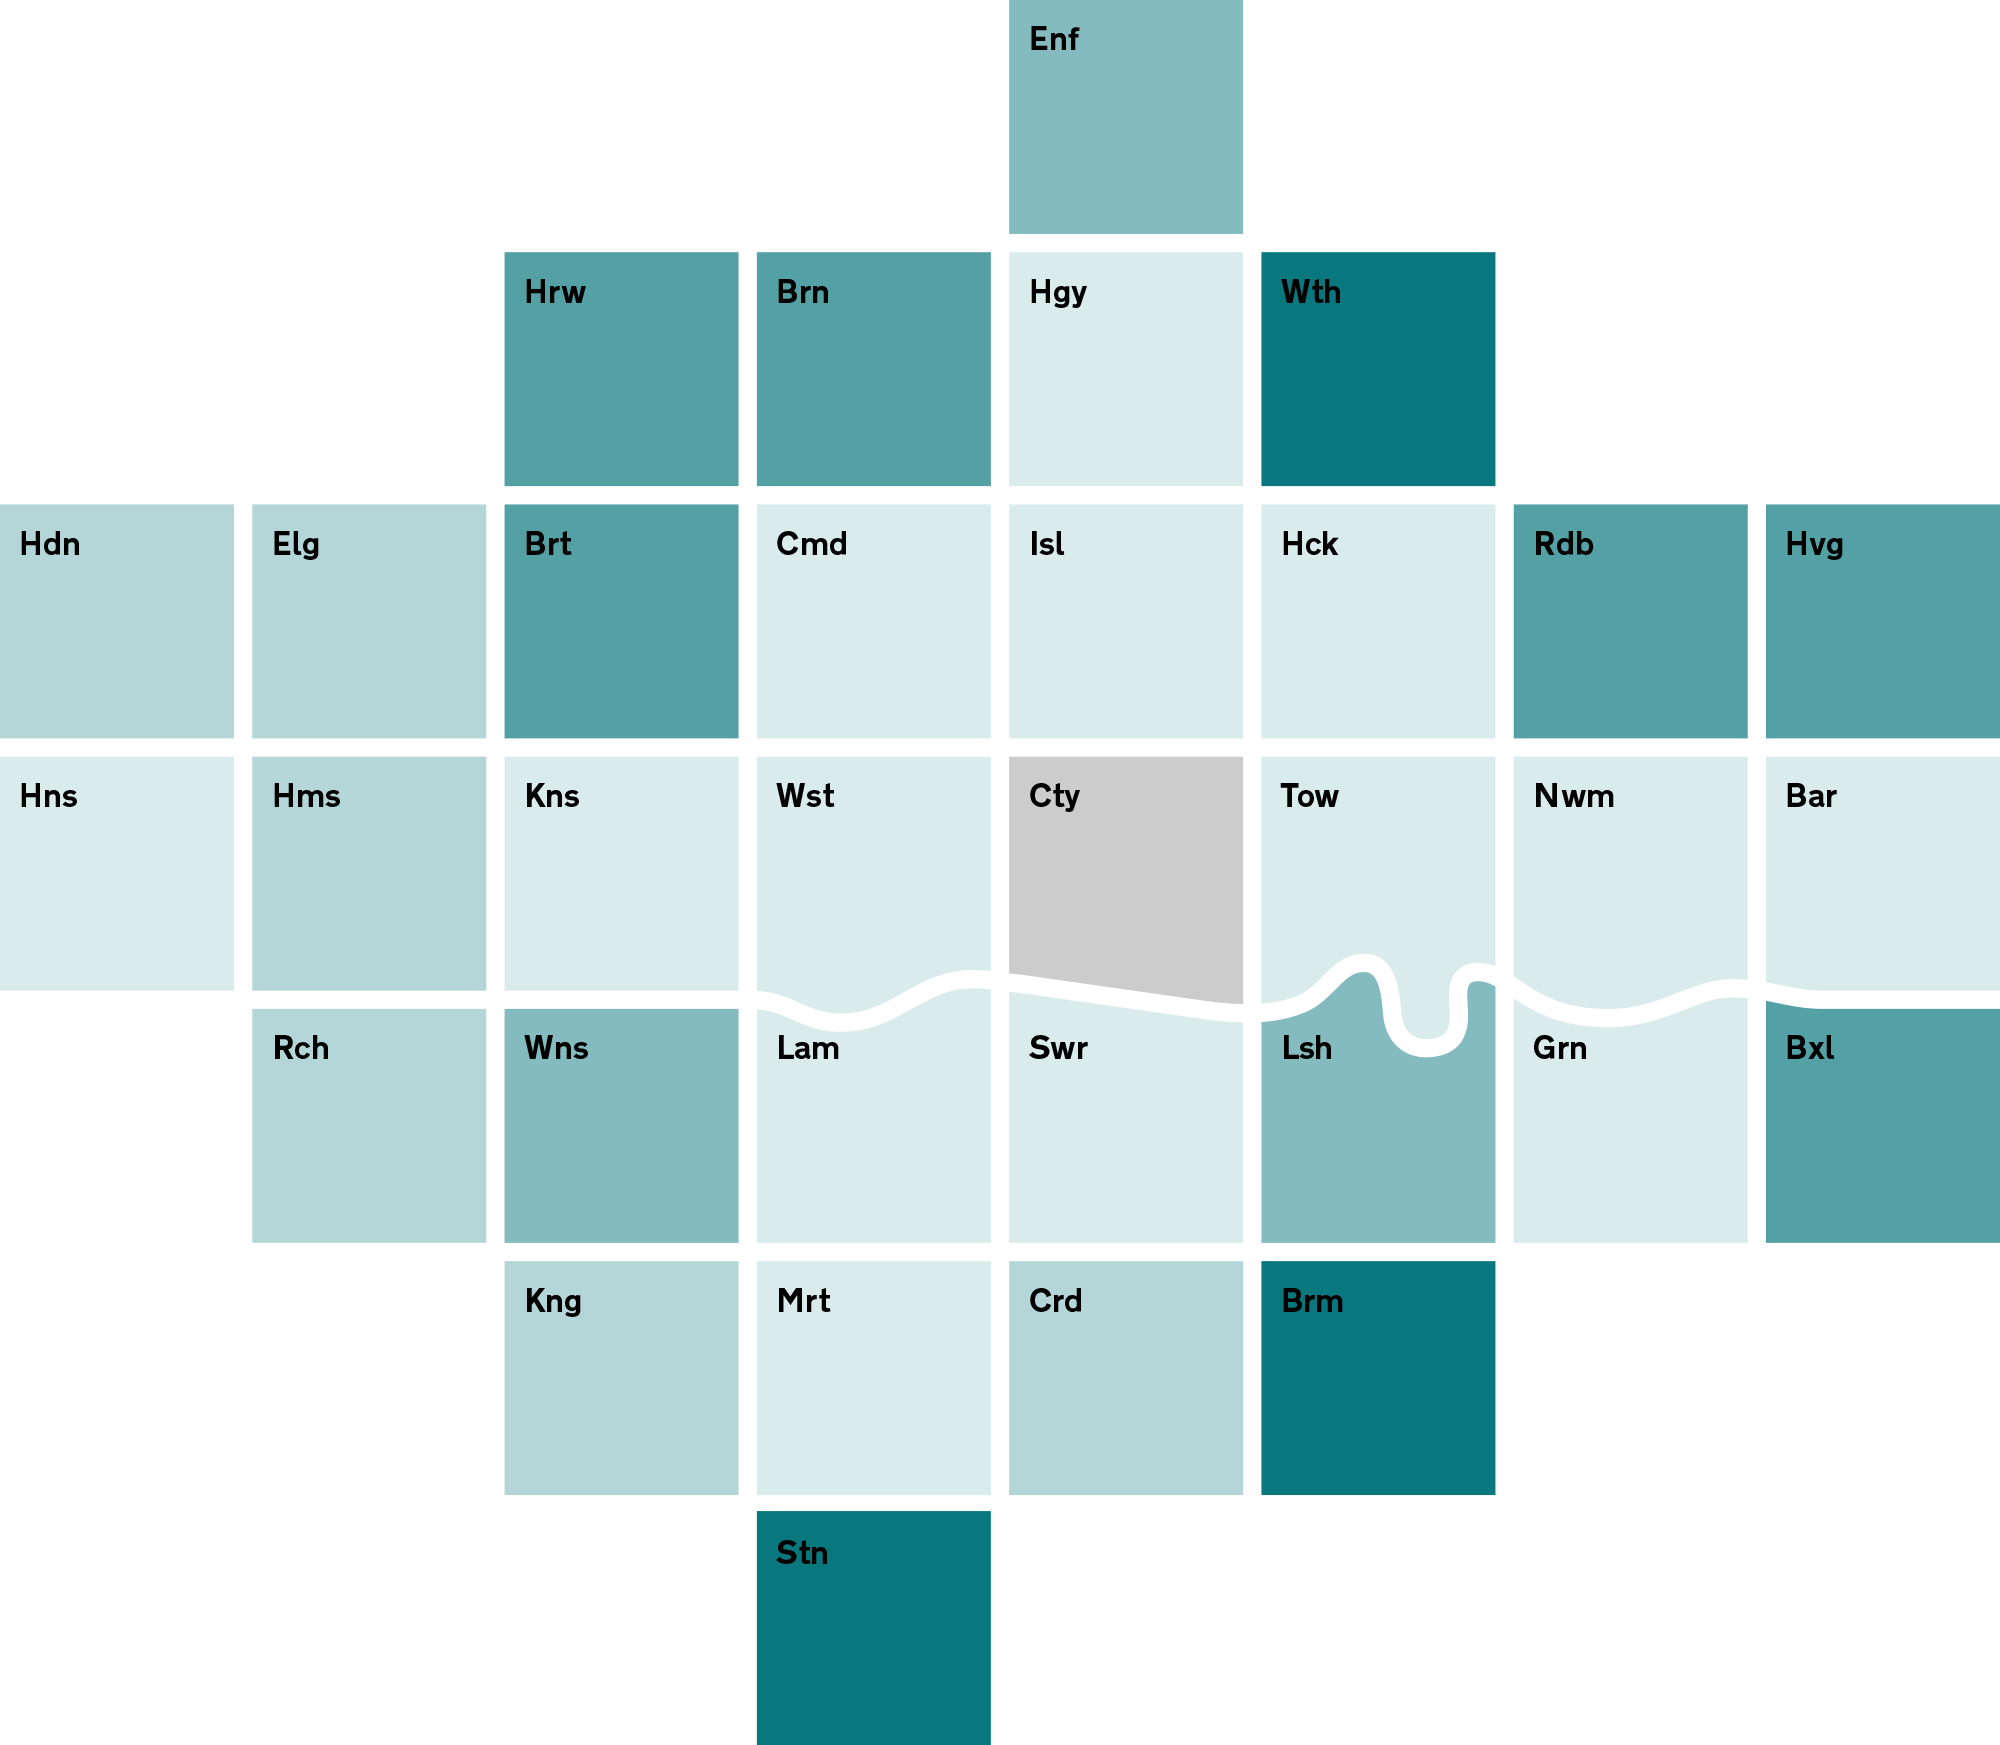 Enf
Hrw
Brn
Hgy
Wth
Hdn
Elg
Brt
Cmd
Isl
Hck
Rdb
Hvg
Hns
Hms
Kns
Wst
Cty
Tow
Nwm
Bar
Rch
Wns
Lam
Swr
Lsh
Grn
Bxl
Kng
Mrt
Crd
Brm
Stn